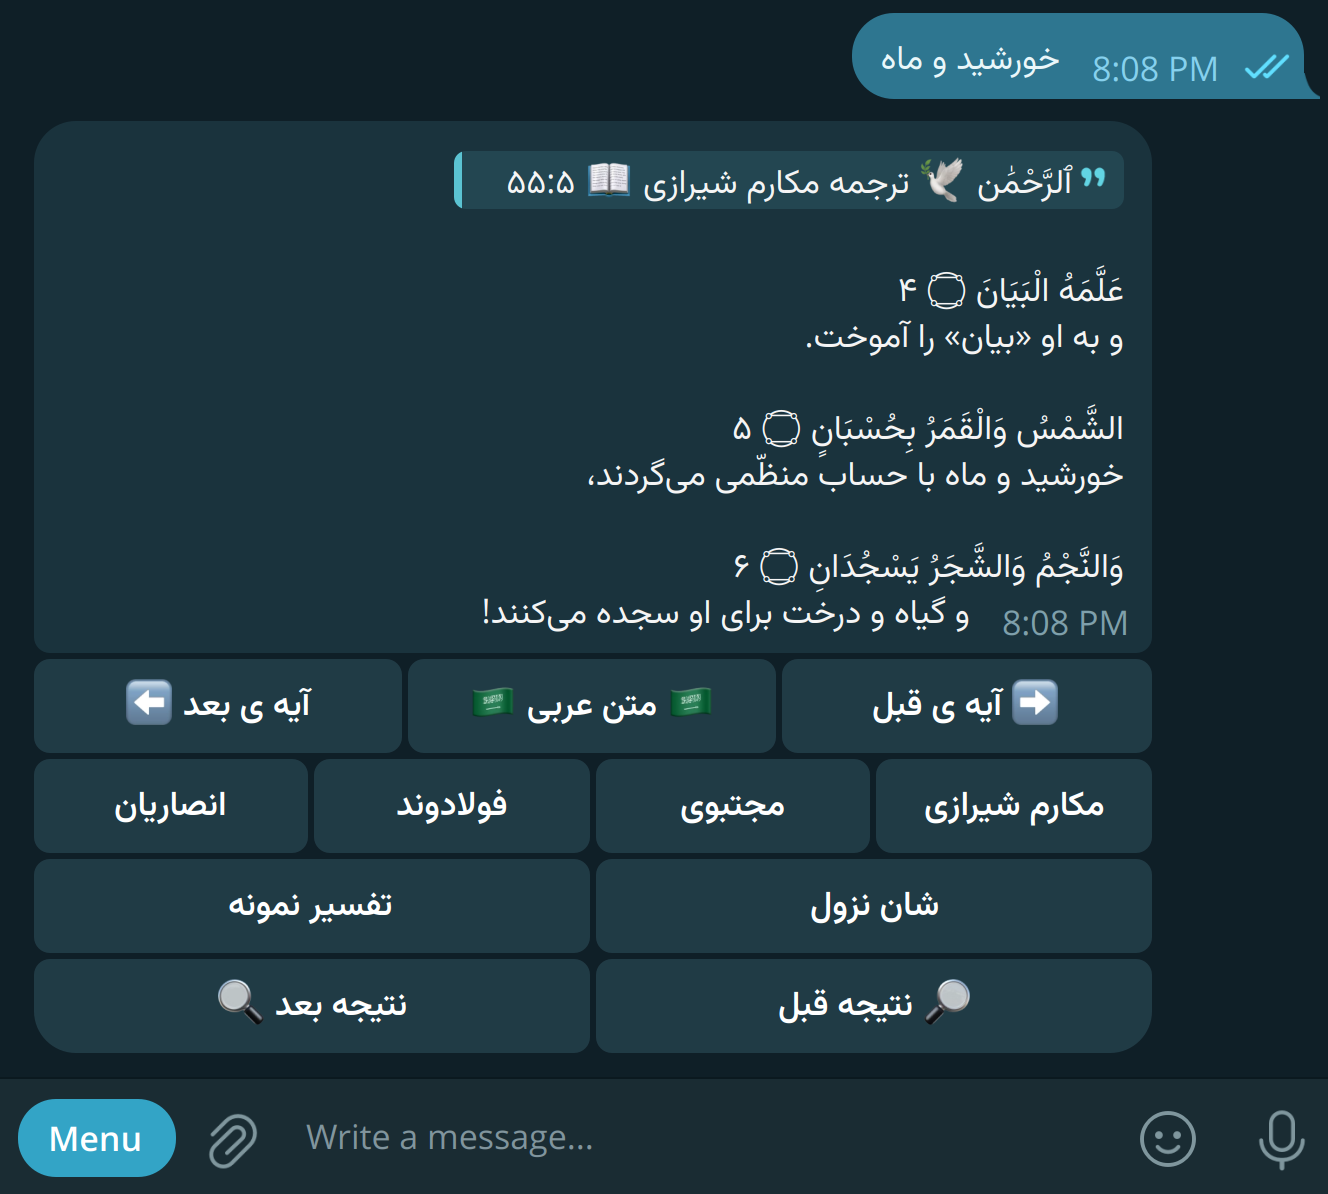 خورشید و ماه
8:08 PM
ٱلرَّحْمَٰن 🕊 ترجمه مکارم شیرازی 📖 ۵۵:۵
عَلَّمَهُ الْبَيَانَ ۝ ۴
و به او «بیان» را آموخت.
الشَّمْسُ وَالْقَمَرُ بِحُسْبَانٍ ۝ ۵
خورشید و ماه با حساب منظّمی می‌گردند،
وَالنَّجْمُ وَالشَّجَرُ يَسْجُدَانِ ۝ ۶
و گیاه و درخت برای او سجده می‌کنند!
8:08 PM
➡️ آیه ی قبل
🇸🇦 متن عربی 🇸🇦
آیه ی بعد ⬅️
مکارم شیرازی
مجتبوی
فولادوند
انصاریان
شان نزول
تفسیر نمونه
🔎 نتیجه قبل
نتیجه بعد 🔍
Menu
Write a message...